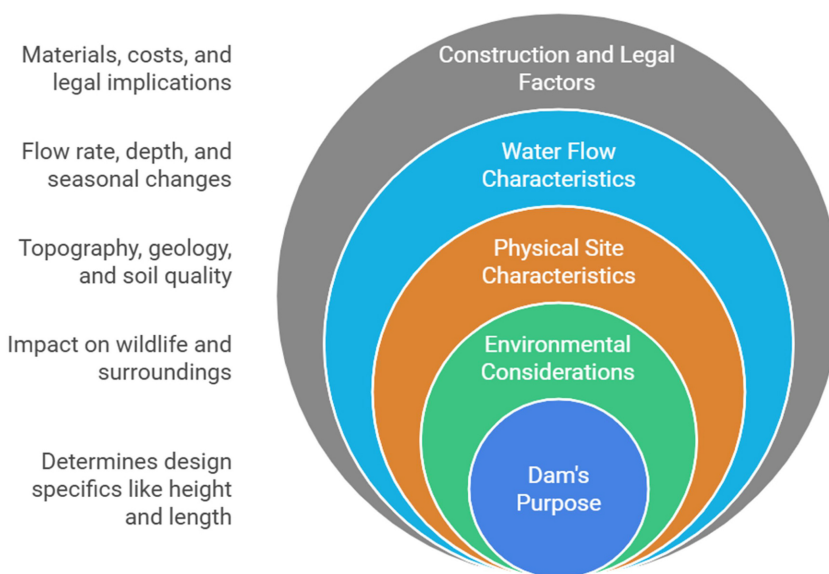 Materials, costs, and
legal implications
Construction and Legal
Factors
Flow rate, depth, and
seasonal changes
Water Flow
Characteristics
Topography, geology,
and soil quality
Physical Site
Characteristics
Impact on wildlife and
surroundings
Environmental
Considerations
Determines design
specifics like height
and length
Dam's
Purpose